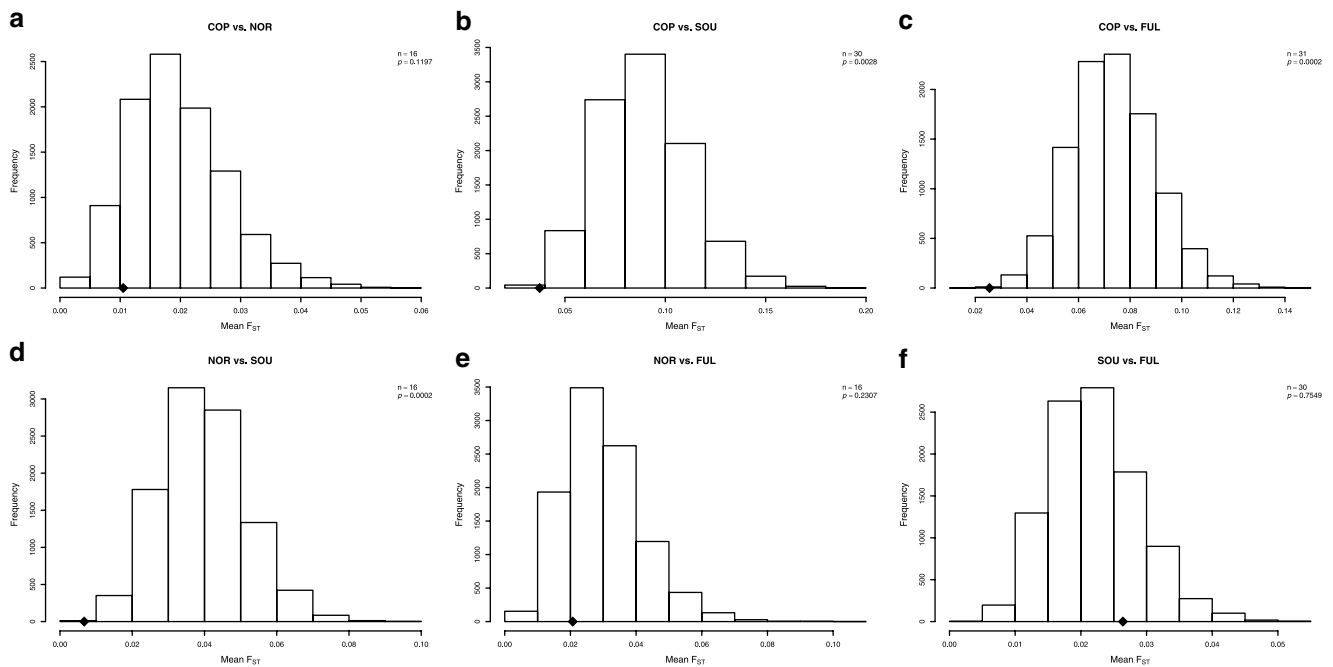 a
COP vs. NOR
n = 16
p = 0.1197
Frequency
2500
2000
1500
1000
500
0
0.00 0.01 0.02 0.03 0.04 0.05 0.06
Mean FST
b
COP vs. SOU
n = 30
p = 0.0028
Frequency
3500
3000
2500
2000
1500
1000
500
0
0.05 0.10 0.15 0.20
Mean FST
c
COP vs. FUL
n = 31
p = 0.0002
Frequency
2000
1500
1000
500
0
0.02 0.04 0.06 0.08 0.10 0.12 0.14
Mean FST
d
NOR vs. SOU
n = 16
p = 0.0002
Frequency
3000
2500
2000
1500
1000
500
0
0.00 0.02 0.04 0.06 0.08 0.10
Mean FST
e
NOR vs. FUL
n = 16
p = 0.2307
Frequency
3500
3000
2500
2000
1500
1000
500
0
0.00 0.02 0.04 0.06 0.08 0.10
Mean FST
f
SOU vs. FUL
n = 30
p = 0.7549
Frequency
2500
2000
1500
1000
500
0
0.00 0.01 0.02 0.03 0.04 0.05
Mean FST